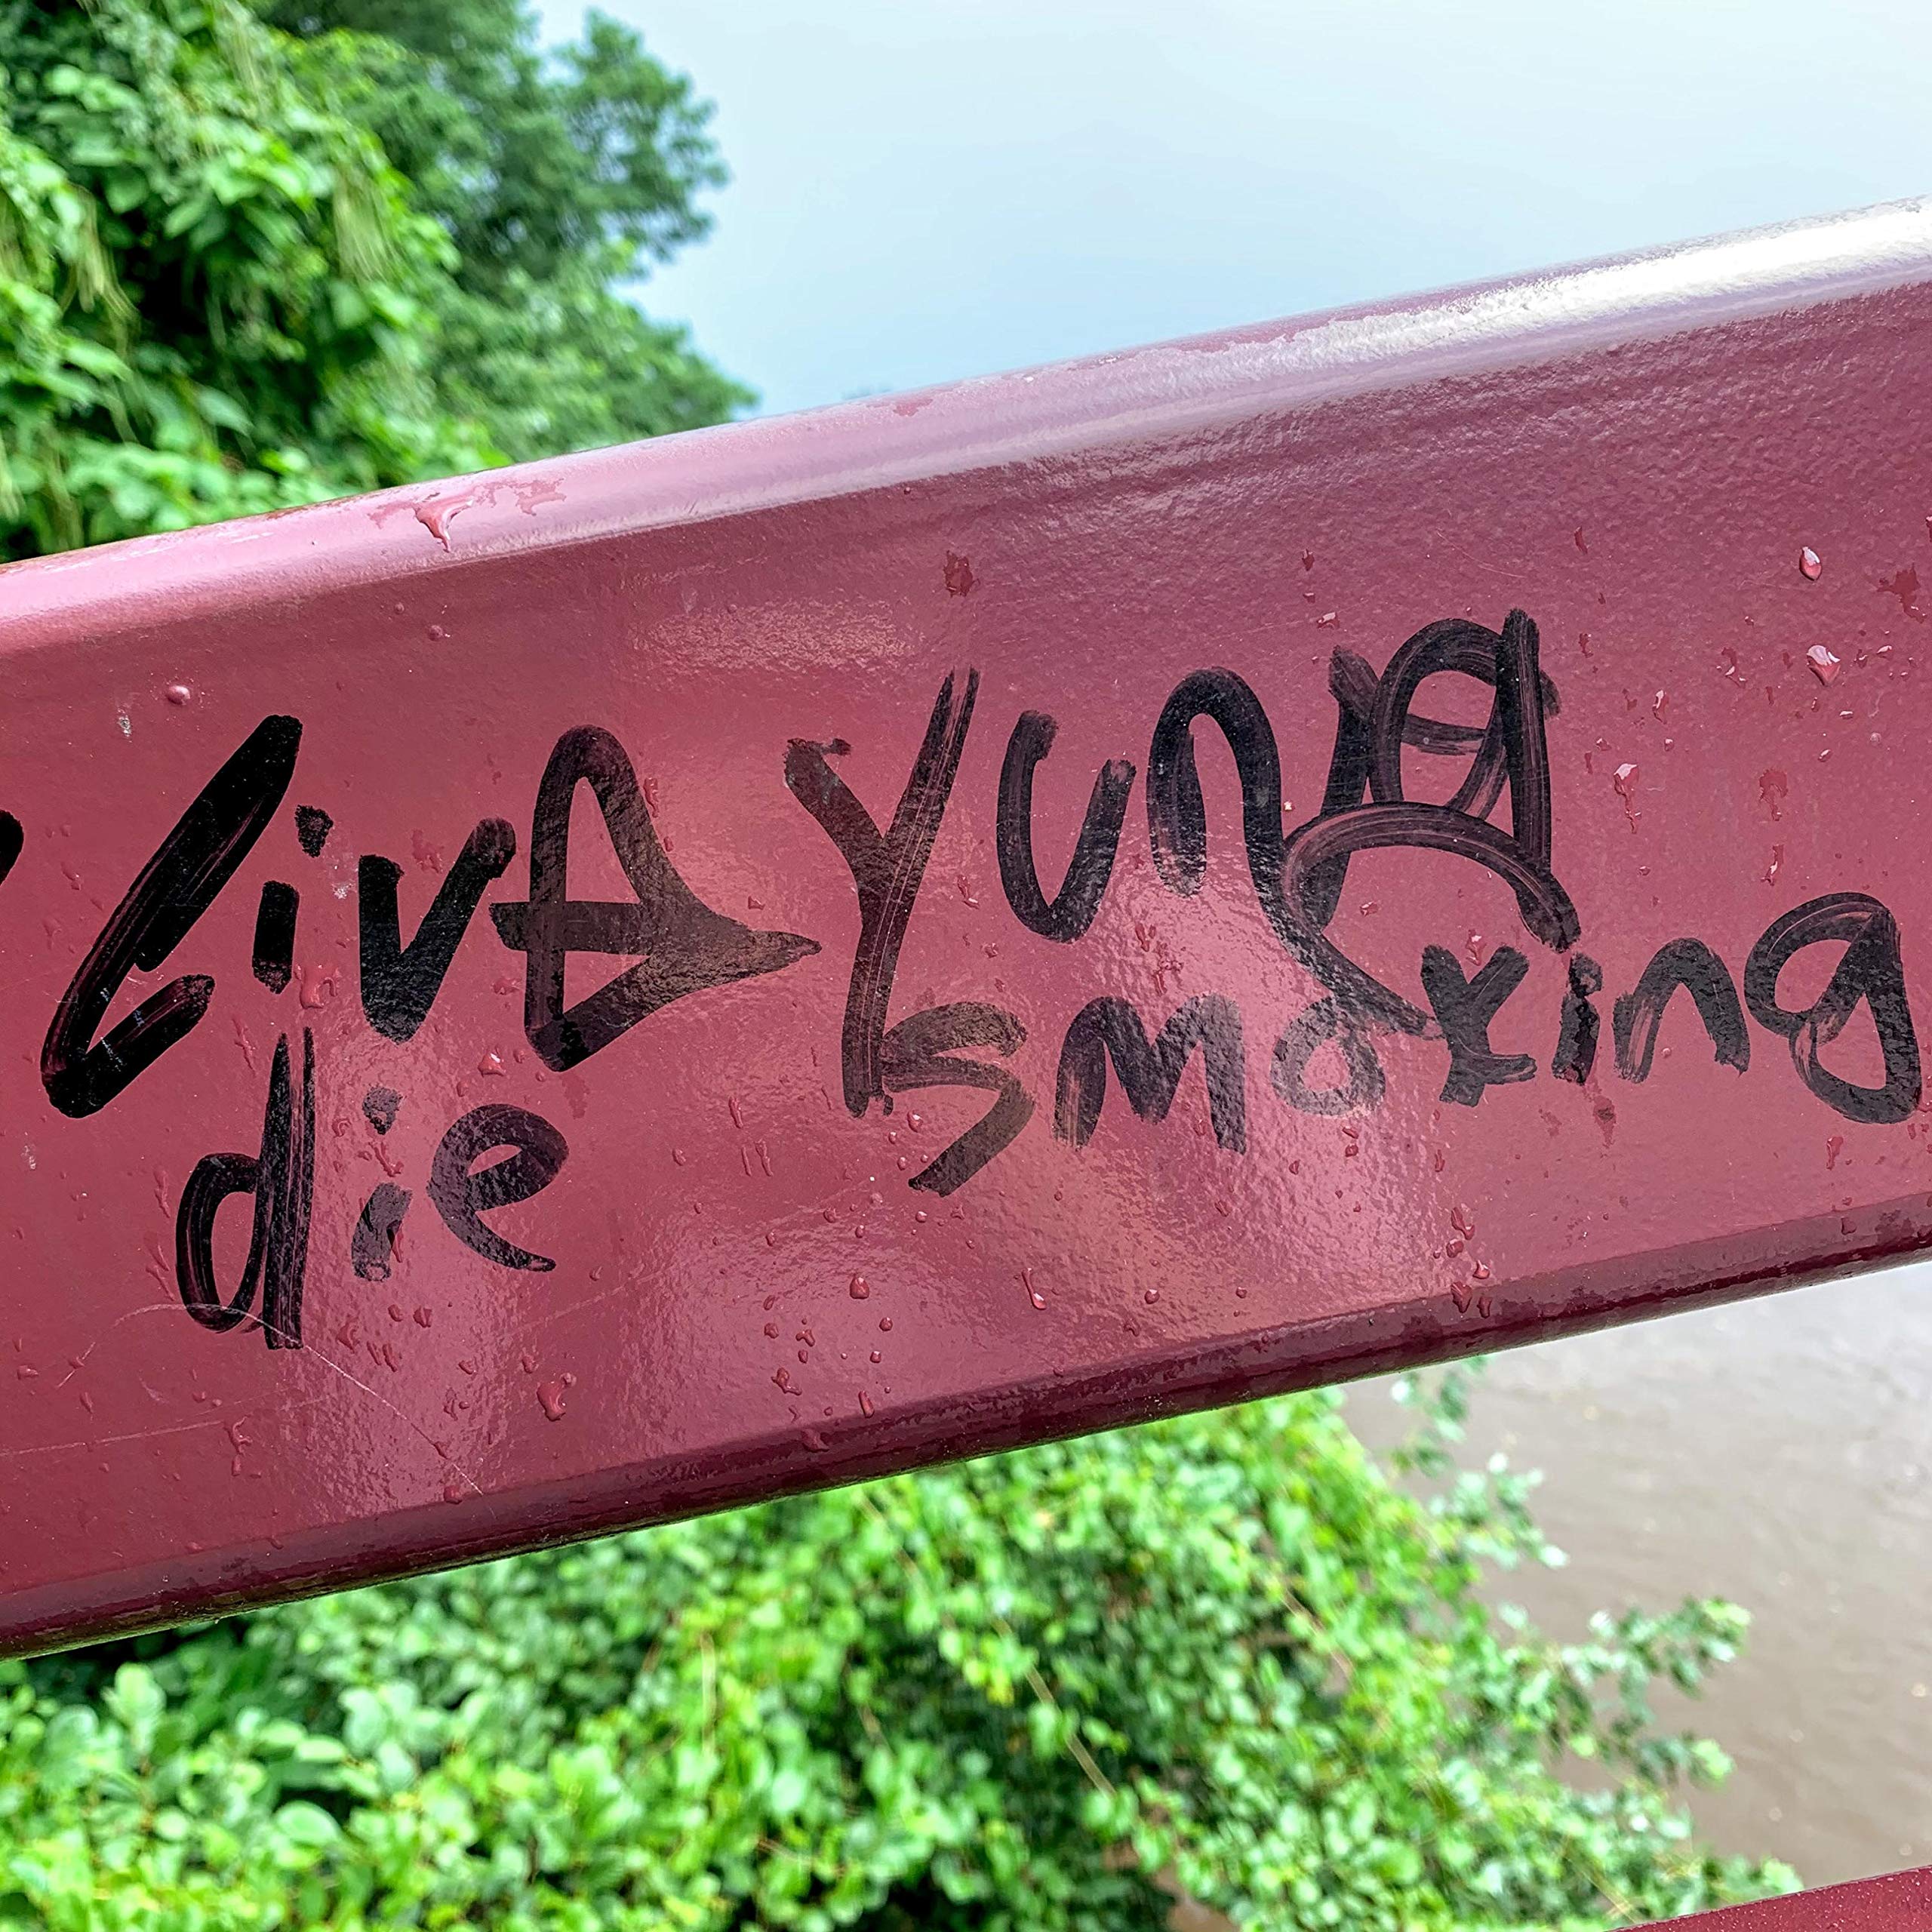 Live yung
die smoking